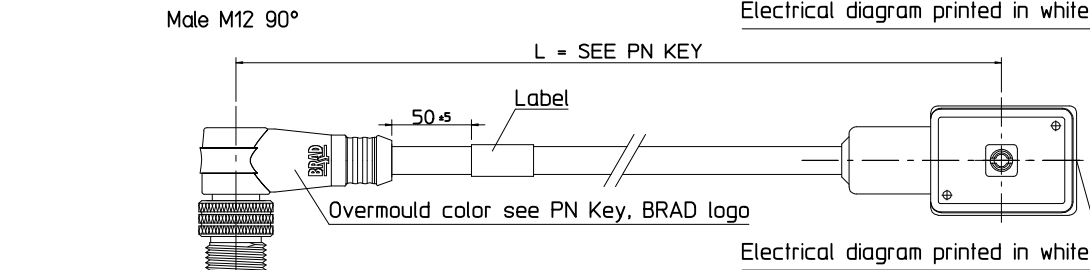 Electrical diagram printed in white
Male M12 90°
L = SEE PN KEY
Label
50 ±5
BRAD
Overmould color see PN Key, BRAD logo
Electrical diagram printed in white